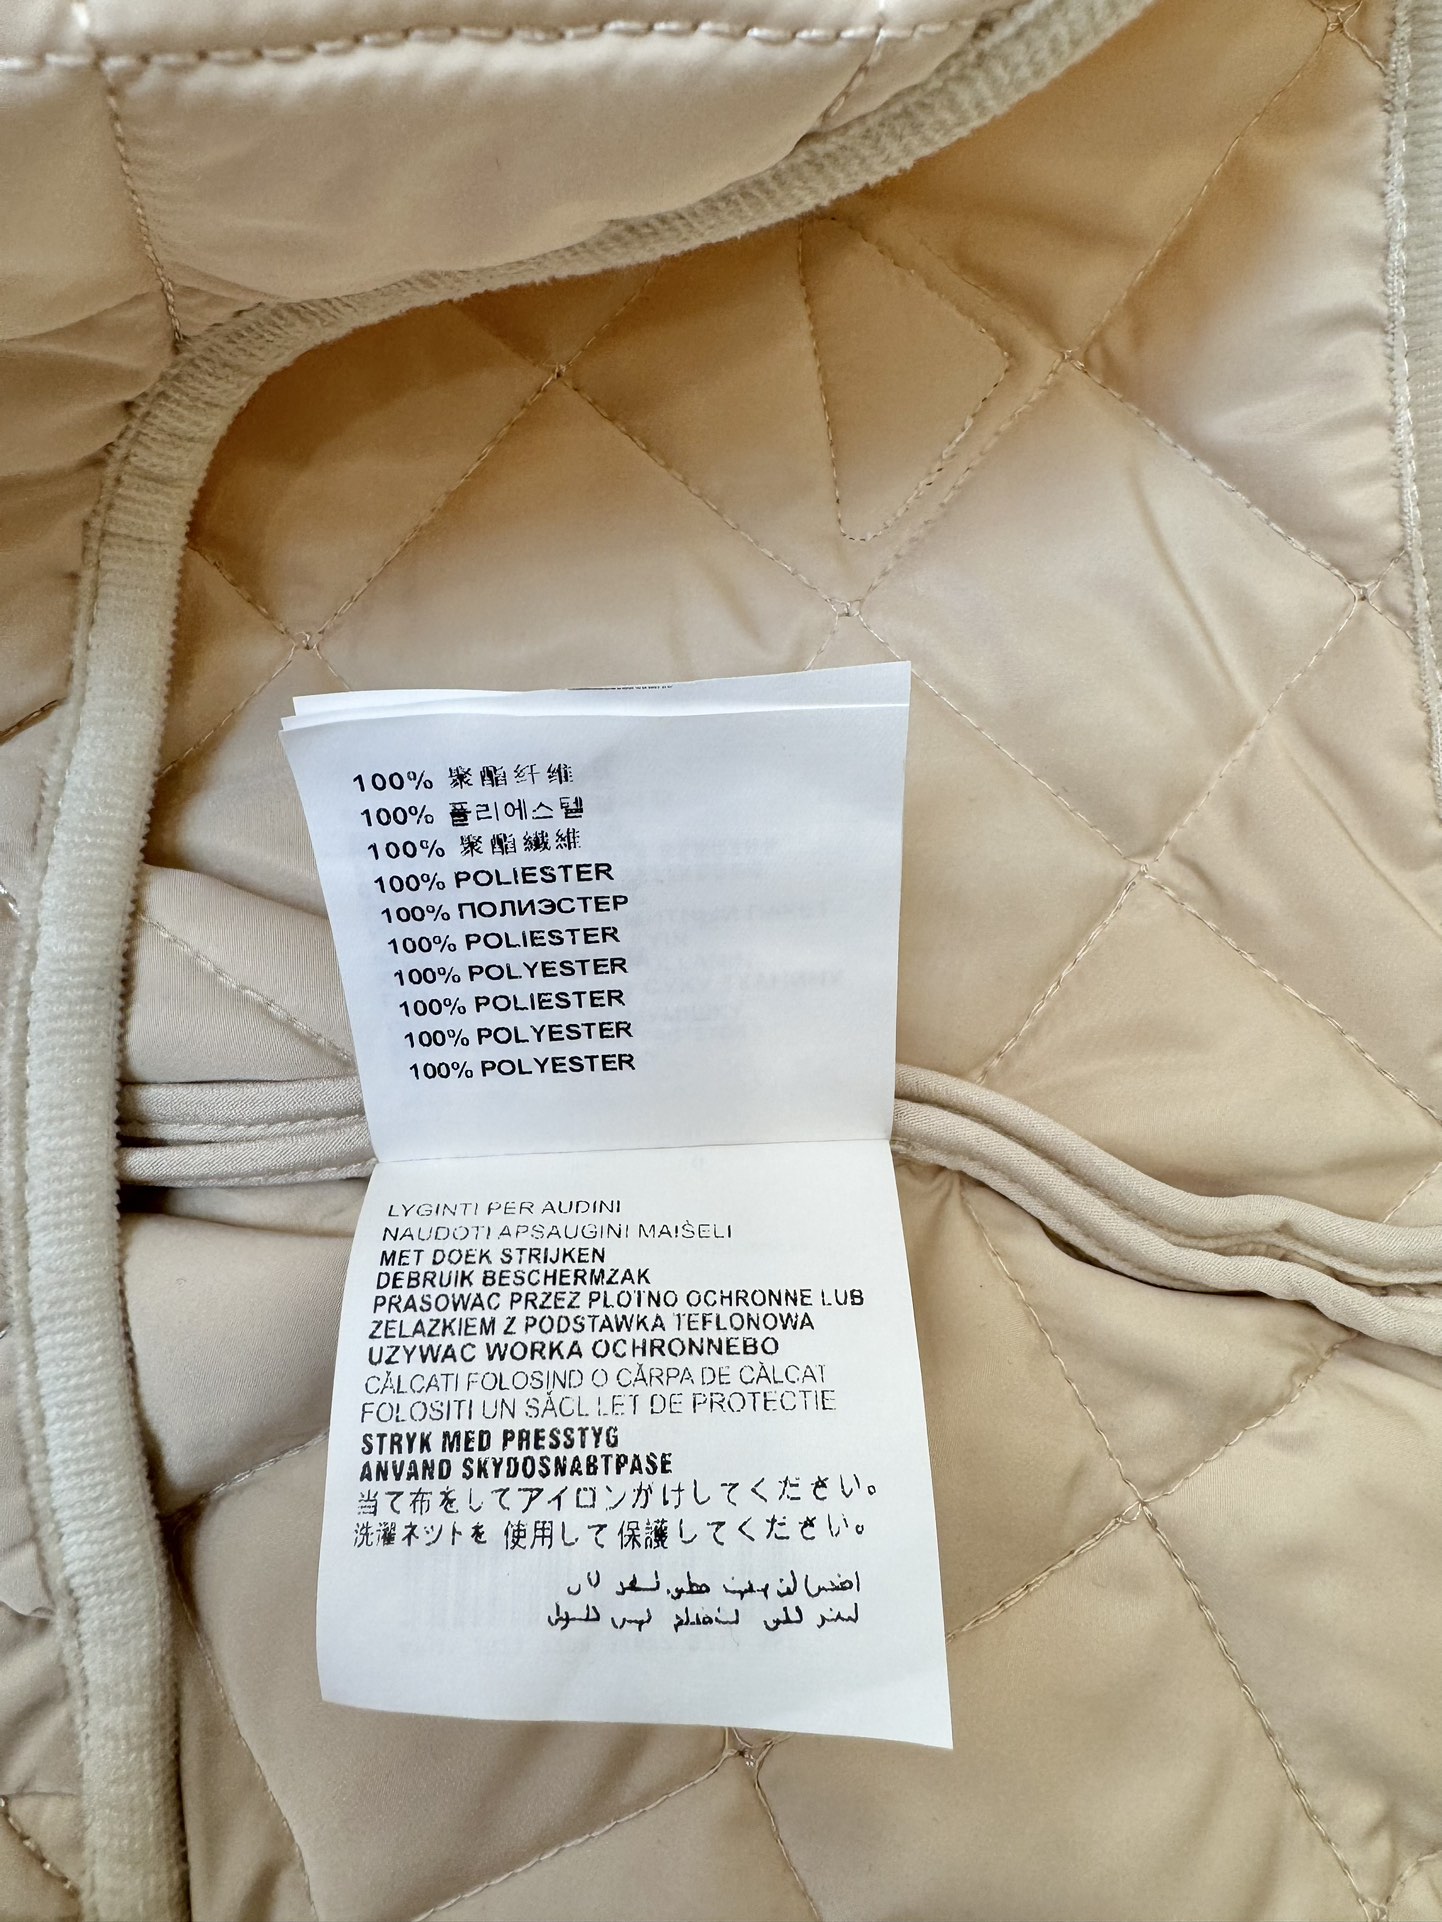 100% 聚酯纤维
100% 폴리에스텔
100% 聚酯纖維
100% POLIESTER
100% ПОЛИЭСТЕР
100% POLIESTER
100% POLYESTER
100% POLIESTER
100% POLYESTER
100% POLYESTER
LYGINTI PER AUDINI
NAUDOTI APSAUGINI MAIŠELI
MET DOEK STRIJKEN
DEBRUIK BESCHERMZAK
PRASOWAC PRZEZ PLOTNO OCHRONNE LUB
ZELAZKIEM Z PODSTAWKA TEFLONOWA
UZYWAC WORKA OCHRONNEBO
CĂLCATI FOLOSIND O CĂRPA DE CĂLCAT
FOLOSITI UN SĂCULET DE PROTECTIE
STRYK MED PRESSTYG
ANVAND SKYDOSNABTPASE
当て布をしてアイロンがけしてください。
洗濯ネットを 使用して保護してください。